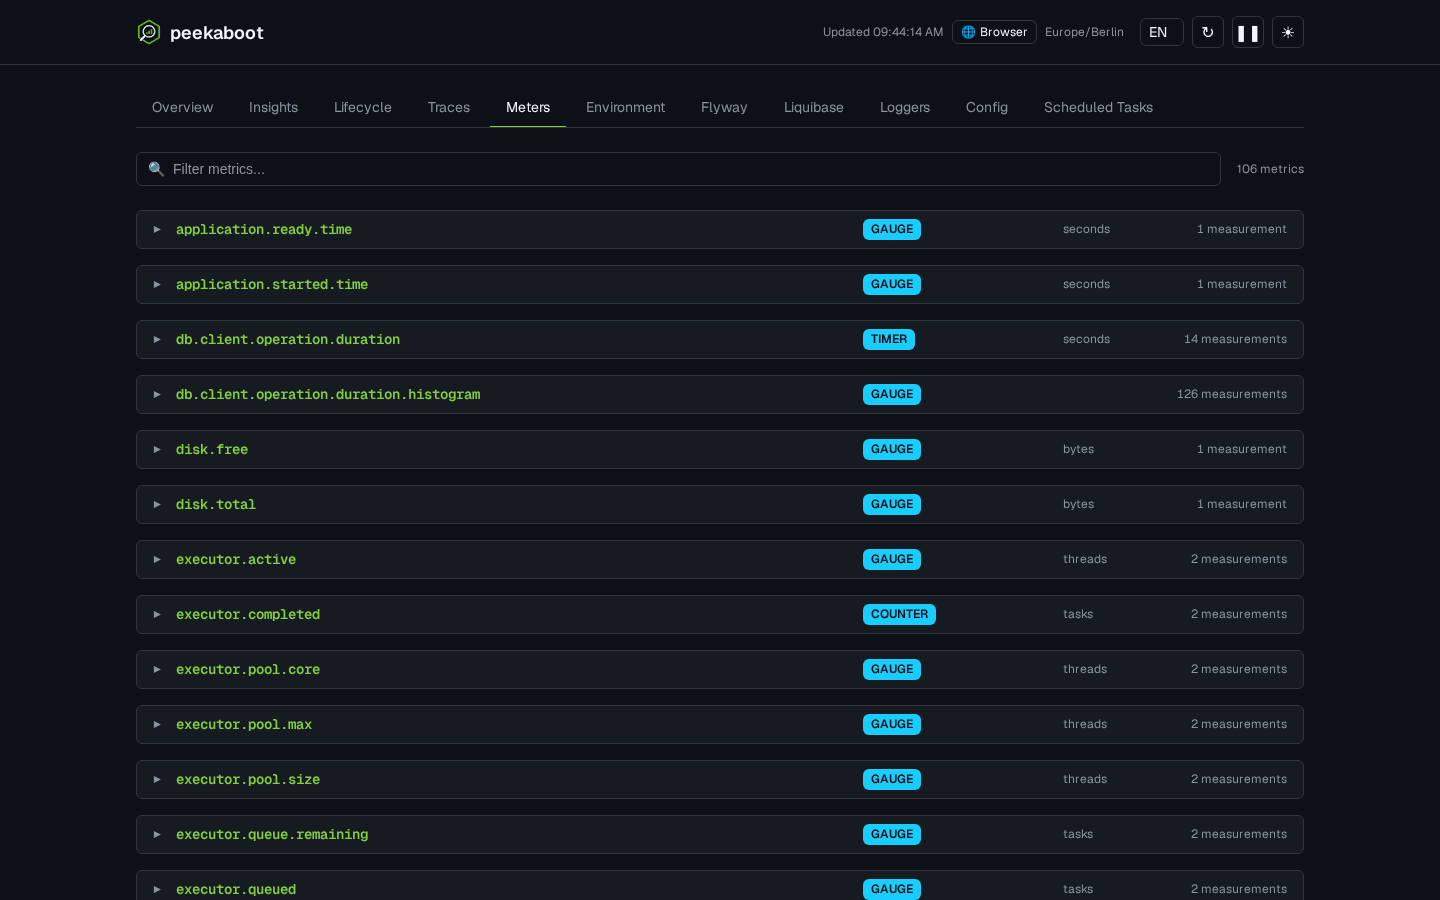 peekaboot
Updated 09:44:14 AM Browser Europe/Berlin EN
Overview Insights Lifecycle Traces Meters Environment Flyway Liquibase Loggers Config Scheduled Tasks
Filter metrics... 106 metrics
application.ready.time GAUGE seconds 1 measurement
application.started.time GAUGE seconds 1 measurement
db.client.operation.duration TIMER seconds 14 measurements
db.client.operation.duration.histogram GAUGE 126 measurements
disk.free GAUGE bytes 1 measurement
disk.total GAUGE bytes 1 measurement
executor.active GAUGE threads 2 measurements
executor.completed COUNTER tasks 2 measurements
executor.pool.core GAUGE threads 2 measurements
executor.pool.max GAUGE threads 2 measurements
executor.pool.size GAUGE threads 2 measurements
executor.queue.remaining GAUGE tasks 2 measurements
executor.queued GAUGE tasks 2 measurements